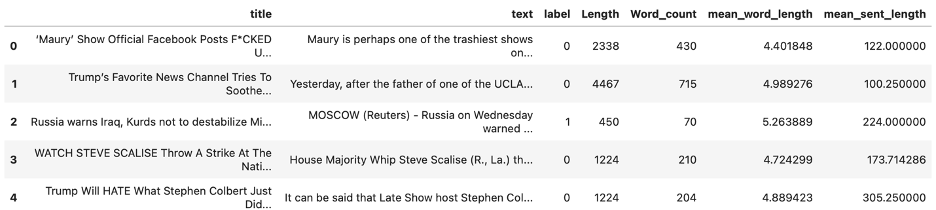 title text label Length Word_count mean_word_length mean_sent_length
0 ‘Maury’ Show Official Facebook Posts F*CKED U... Maury is perhaps one of the trashiest shows on... 0 2338 430 4.401848 122.000000
1 Trump’s Favorite News Channel Tries To Soothe... Yesterday, after the father of one of the UCLA... 0 4467 715 4.989276 100.250000
2 Russia warns Iraq, Kurds not to destabilize Mi... MOSCOW (Reuters) - Russia on Wednesday warned ... 1 450 70 5.263889 224.000000
3 WATCH STEVE SCALISE Throw A Strike At The Nati... House Majority Whip Steve Scalise (R., La.) th... 0 1224 210 4.724299 173.714286
4 Trump Will HATE What Stephen Colbert Just Did... It can be said that Late Show host Stephen Col... 0 1224 204 4.889423 305.250000